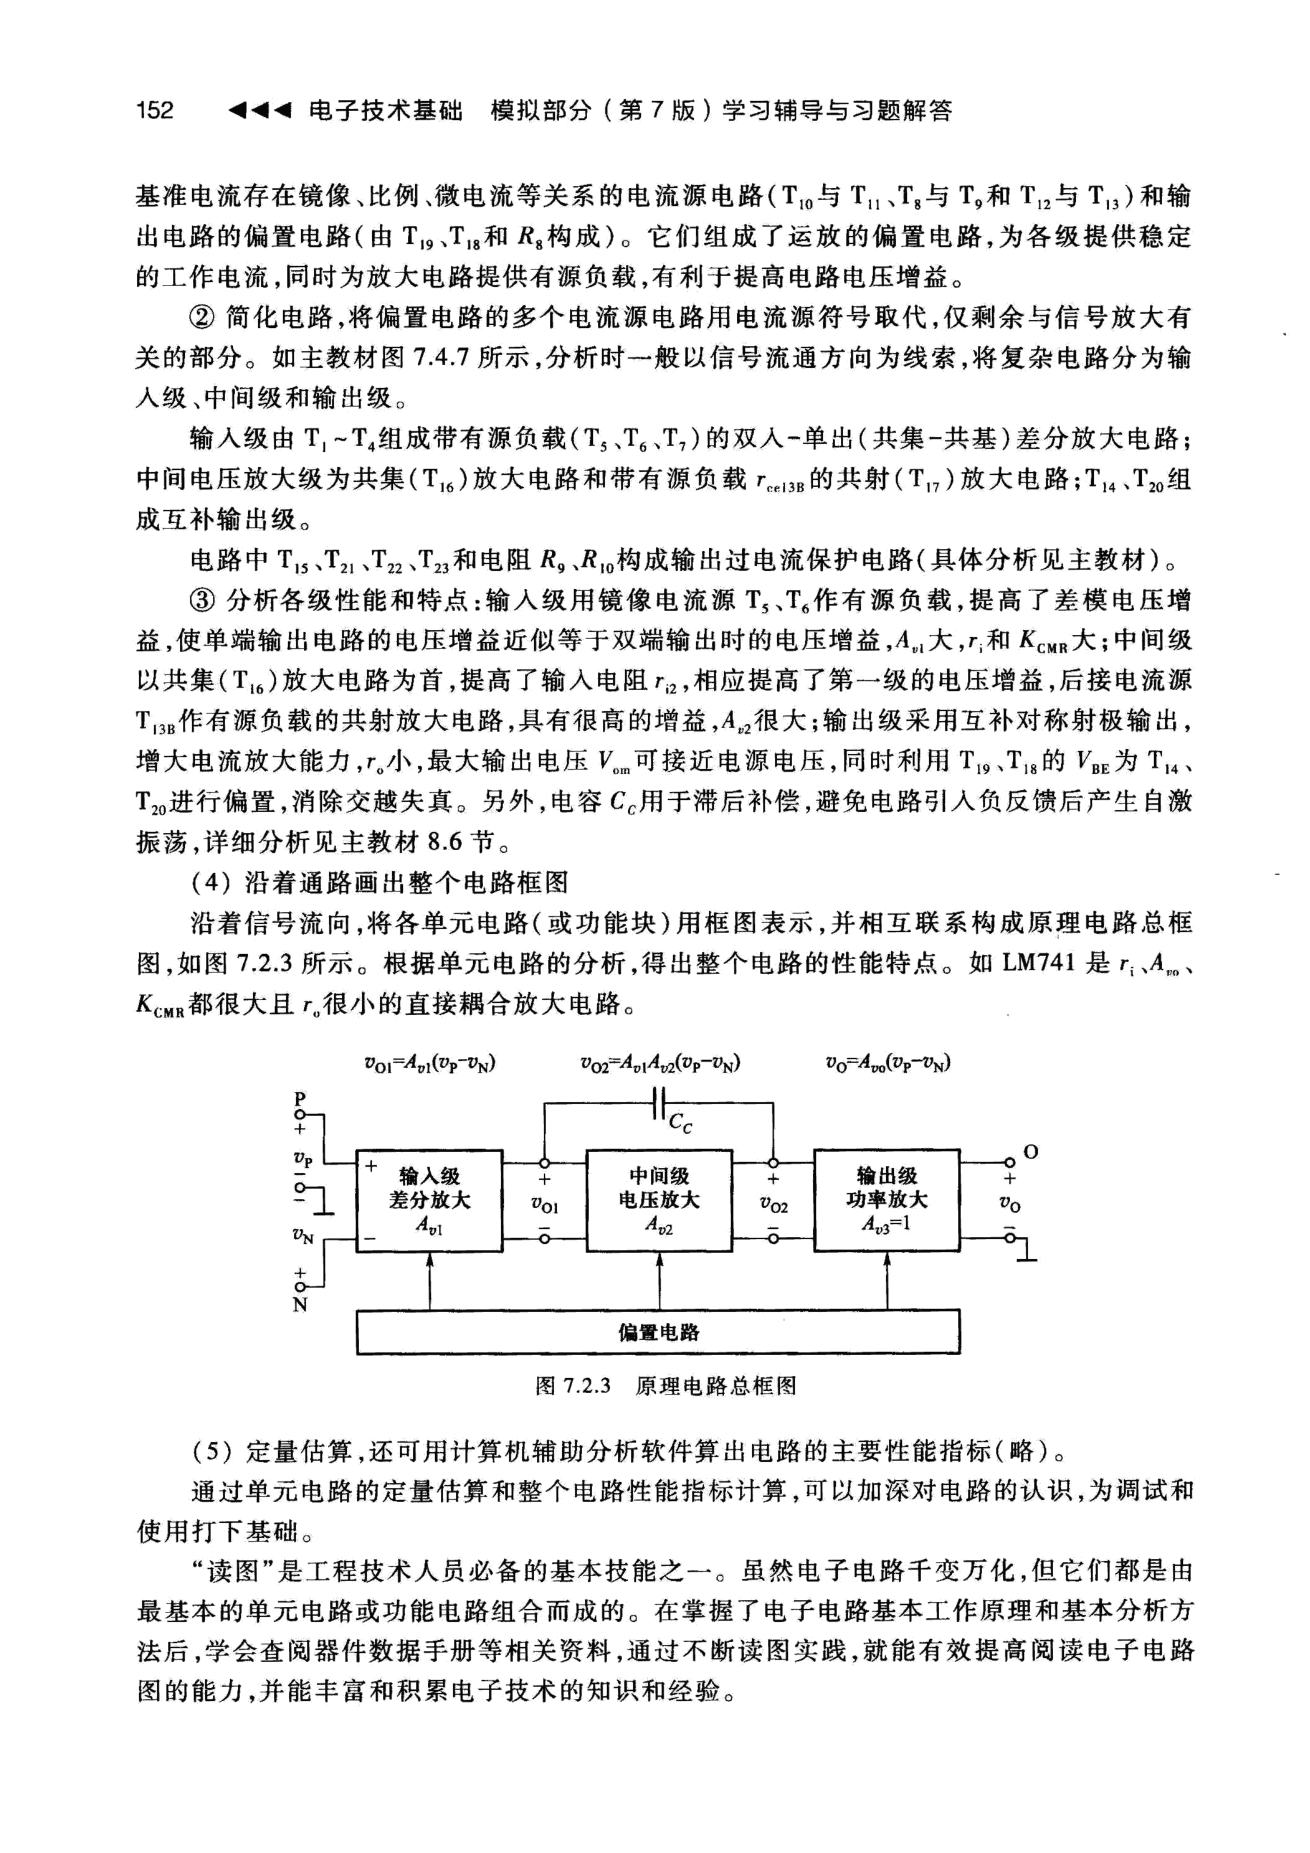 152 ◀◀◀ 电子技术基础 模拟部分(第7版)学习辅导与习题解答
基准电流存在镜像、比例、微电流等关系的电流源电路(T₁₀与 T₁₁、T₈与 T₉和 T₁₂与 T₁₃)和输
出电路的偏置电路(由 T₁₉、T₁₈和 R₈构成)。它们组成了运放的偏置电路,为各级提供稳定
的工作电流,同时为放大电路提供有源负载,有利于提高电路电压增益。
② 简化电路,将偏置电路的多个电流源电路用电流源符号取代,仅剩余与信号放大有
关的部分。如主教材图 7.4.7 所示,分析时一般以信号流通方向为线索,将复杂电路分为输
入级、中间级和输出级。
输入级由 T₁~T₄组成带有源负载(T₅、T₆、T₇)的双入-单出(共集-共基)差分放大电路;
中间电压放大级为共集(T₁₆)放大电路和带有源负载 r_ce13B的共射(T₁₇)放大电路;T₁₄、T₂₀组
成互补输出级。
电路中 T₁₅、T₂₁、T₂₂、T₂₃和电阻 R₉、R₁₀构成输出过电流保护电路(具体分析见主教材)。
③ 分析各级性能和特点:输入级用镜像电流源 T₅、T₆作有源负载,提高了差模电压增
益,使单端输出电路的电压增益近似等于双端输出时的电压增益,A_v1大,r_i和 K_CMR大;中间级
以共集(T₁₆)放大电路为首,提高了输入电阻 r_i2,相应提高了第一级的电压增益,后接电流源
T_13B作有源负载的共射放大电路,具有很高的增益,A_v2很大;输出级采用互补对称射极输出,
增大电流放大能力,r_o小,最大输出电压 V_om可接近电源电压,同时利用 T₁₉、T₁₈的 V_BE为 T₁₄、
T₂₀进行偏置,消除交越失真。另外,电容 C_C用于滞后补偿,避免电路引入负反馈后产生自激
振荡,详细分析见主教材 8.6 节。
(4) 沿着通路画出整个电路框图
沿着信号流向,将各单元电路(或功能块)用框图表示,并相互联系构成原理电路总框
图,如图 7.2.3 所示。根据单元电路的分析,得出整个电路的性能特点。如 LM741 是 r_i、A_vo、
K_CMR都很大且 r_o很小的直接耦合放大电路。
v_O1=A_v1(v_P-v_N) v_O2=A_v1A_v2(v_P-v_N) v_O=A_vo(v_P-v_N)
P
+
v_P
−
−
v_N
+
N
C_C
+
−
输入级
差分放大
A_v1
+
v_O1
−
中间级
电压放大
A_v2
+
v_O2
−
输出级
功率放大
A_v3=1
O
+
v_O
−
偏置电路
图 7.2.3 原理电路总框图
(5) 定量估算,还可用计算机辅助分析软件算出电路的主要性能指标(略)。
通过单元电路的定量估算和整个电路性能指标计算,可以加深对电路的认识,为调试和
使用打下基础。
“读图”是工程技术人员必备的基本技能之一。虽然电子电路千变万化,但它们都是由
最基本的单元电路或功能电路组合而成的。在掌握了电子电路基本工作原理和基本分析方
法后,学会查阅器件数据手册等相关资料,通过不断读图实践,就能有效提高阅读电子电路
图的能力,并能丰富和积累电子技术的知识和经验。